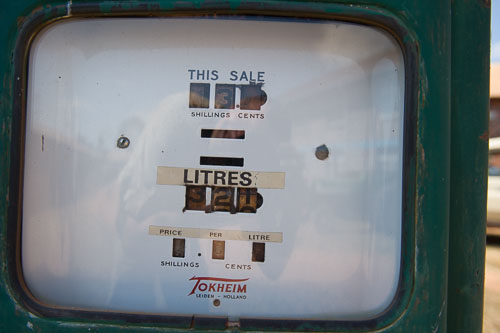 THIS SALE
SHILLINGS CENTS
LITRES
PRICE PER LITRE
SHILLINGS CENTS
TOKHEIM
LEIDEN - HOLLAND